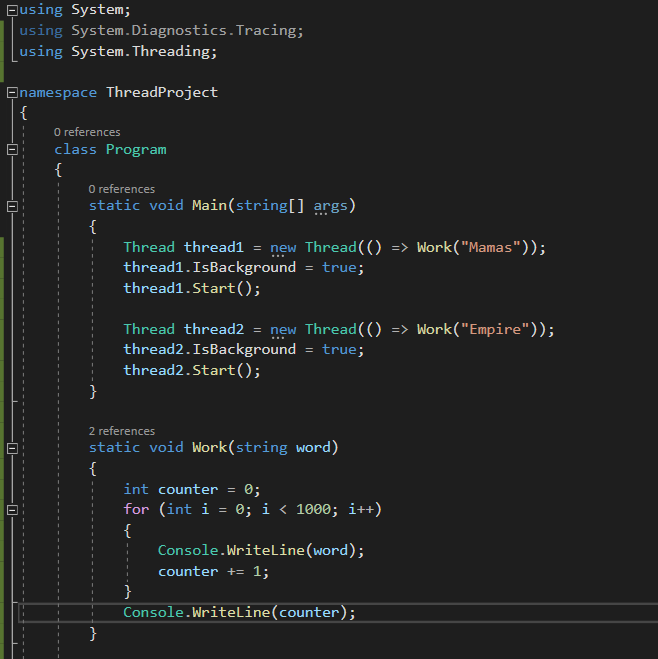 using System;
using System.Diagnostics.Tracing;
using System.Threading;
namespace ThreadProject
{
0 references
class Program
{
0 references
static void Main(string[] args)
{
Thread thread1 = new Thread(() => Work("Mamas"));
thread1.IsBackground = true;
thread1.Start();
Thread thread2 = new Thread(() => Work("Empire"));
thread2.IsBackground = true;
thread2.Start();
}
2 references
static void Work(string word)
{
int counter = 0;
for (int i = 0; i < 1000; i++)
{
Console.WriteLine(word);
counter += 1;
}
Console.WriteLine(counter);
}